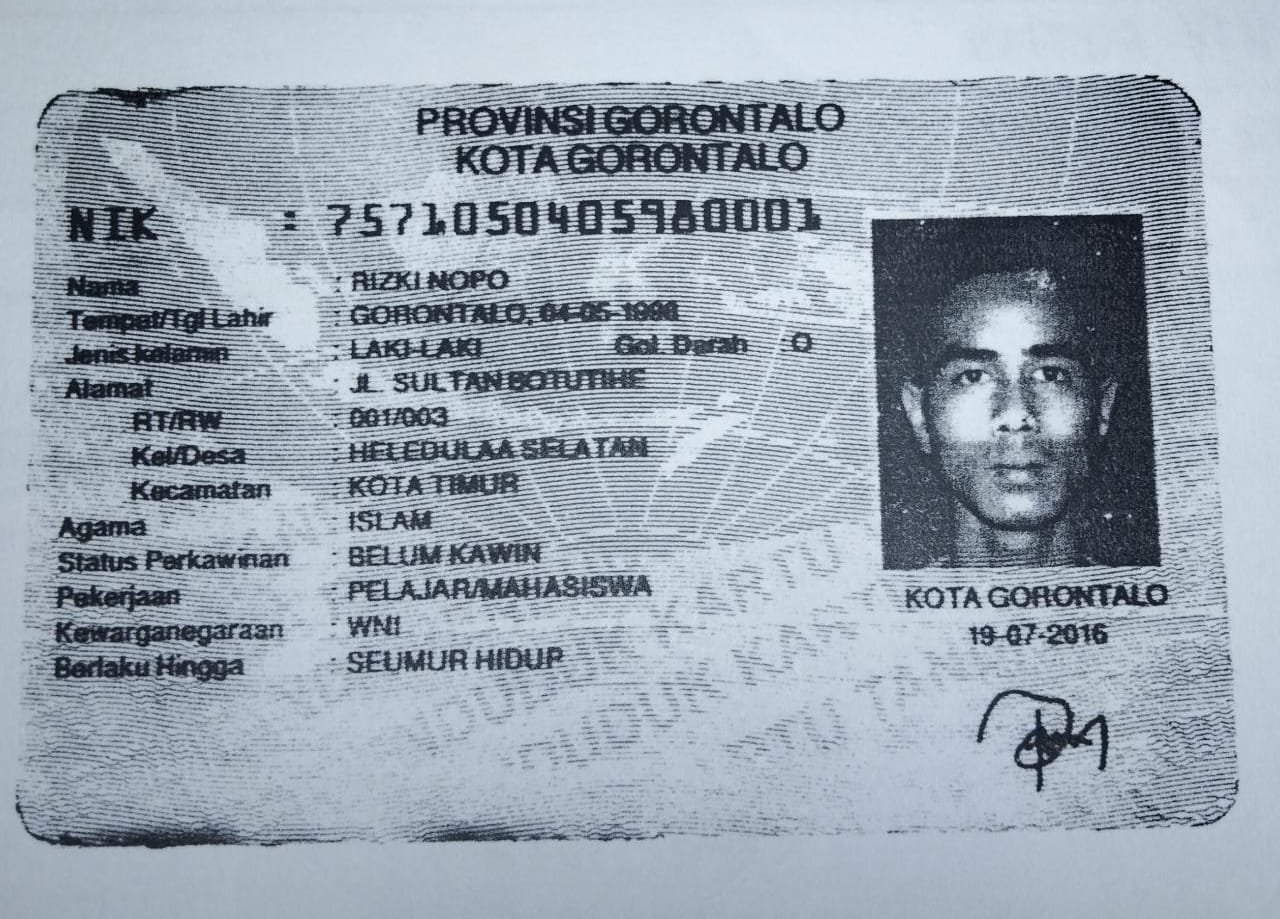 PROVINSI GORONTALO
KOTA GORONTALO
NIK : 7571050405980001
Nama : RIZKI NOPO
Tempat/Tgl Lahir : GORONTALO, 04-05-1998
Jenis kelamin : LAKI-LAKI Gol. Darah O
Alamat : JL. SULTAN BOTUTIHE
RT/RW : 001/003
Kel/Desa : HELEDULAA SELATAN
Kecamatan : KOTA TIMUR
Agama : ISLAM
Status Perkawinan : BELUM KAWIN
Pekerjaan : PELAJAR/MAHASISWA
Kewarganegaraan : WNI
Berlaku Hingga : SEUMUR HIDUP
KOTA GORONTALO
19-07-2016